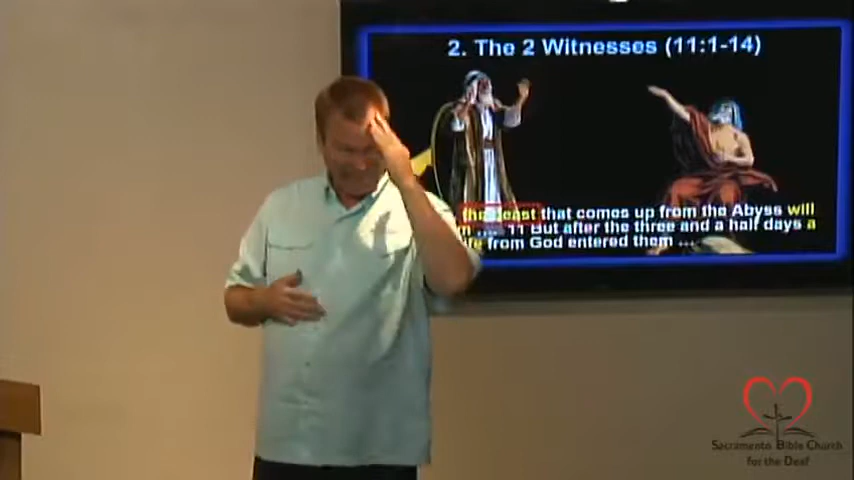 2. The 2 Witnesses (11:1-14)
the beast that comes up from the Abyss will
... 11 But after the three and a half days a
from God entered them ...
Sacramento Bible Church
for the Deaf